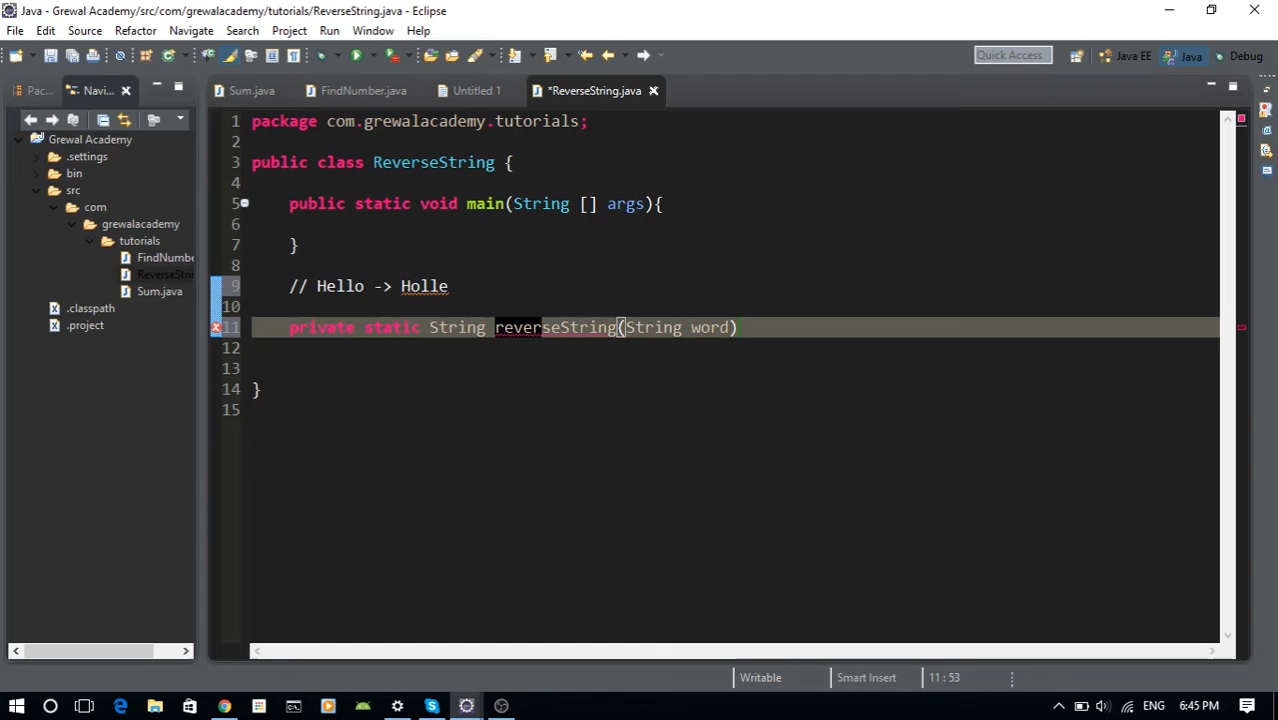 Java - Grewal Academy/src/com/grewalacademy/tutorials/ReverseString.java - Eclipse
File Edit Source Refactor Navigate Search Project Run Window Help
Quick Access Java EE Java Debug
Pac... Navi... Sum.java FindNumber.java Untitled 1 *ReverseString.java
Grewal Academy
.settings
bin
src
com
grewalacademy
tutorials
FindNumbe
ReverseStri
Sum.java
.classpath
.project
1 package com.grewalacademy.tutorials;
2
3 public class ReverseString {
4
5 public static void main(String [] args){
6
7 }
8
9 // Hello -> Holle
10
11 private static String reverseString(String word)
12
13
14 }
15
Writable Smart Insert 11 : 53
ENG 6:45 PM